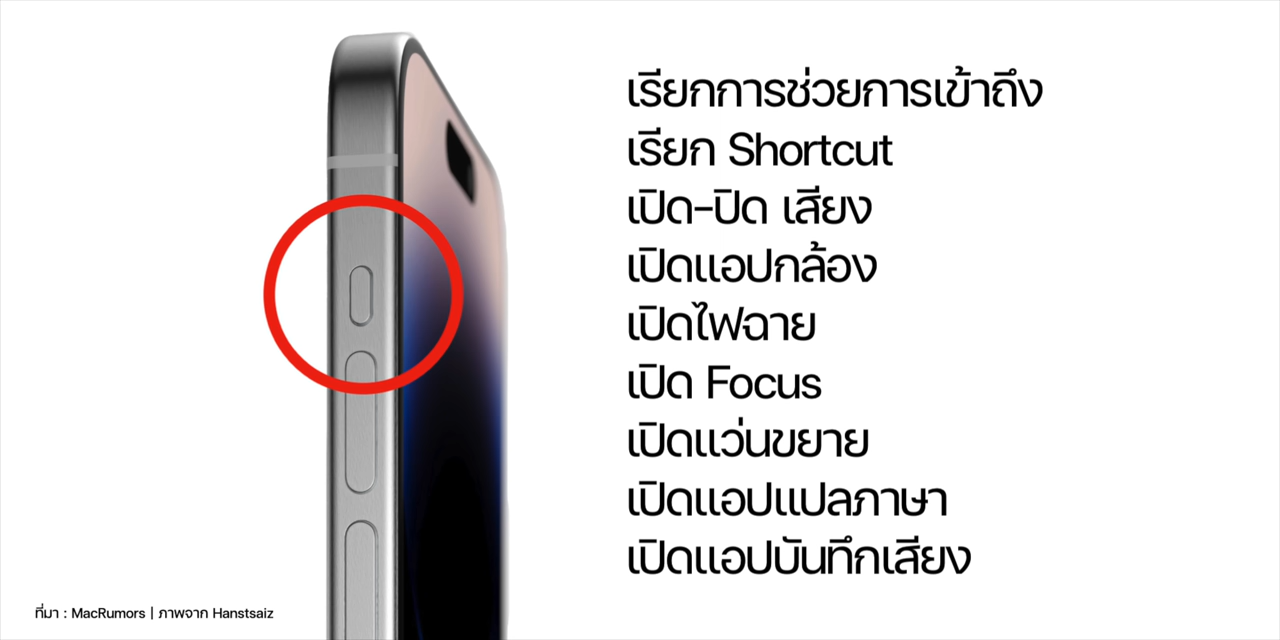 เรียกการช่วยการเข้าถึง
เรียก Shortcut
เปิด-ปิด เสียง
เปิดแอปกล้อง
เปิดไฟฉาย
เปิด Focus
เปิดแว่นขยาย
เปิดแอปแปลภาษา
เปิดแอปบันทึกเสียง
ที่มา : MacRumors | ภาพจาก Hanstsaiz